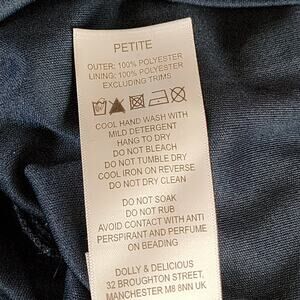 PETITE
OUTER: 100% POLYESTER
LINING: 100% POLYESTER
EXCLUDING TRIMS
COOL HAND WASH WITH
MILD DETERGENT
HANG TO DRY
DO NOT BLEACH
DO NOT TUMBLE DRY
COOL IRON ON REVERSE
DO NOT DRY CLEAN
DO NOT SOAK
DO NOT RUB
AVOID CONTACT WITH ANTI
PERSPIRANT AND PERFUME
ON BEADING
DOLLY & DELICIOUS
32 BROUGHTON STREET,
MANCHESTER M8 8NN UK